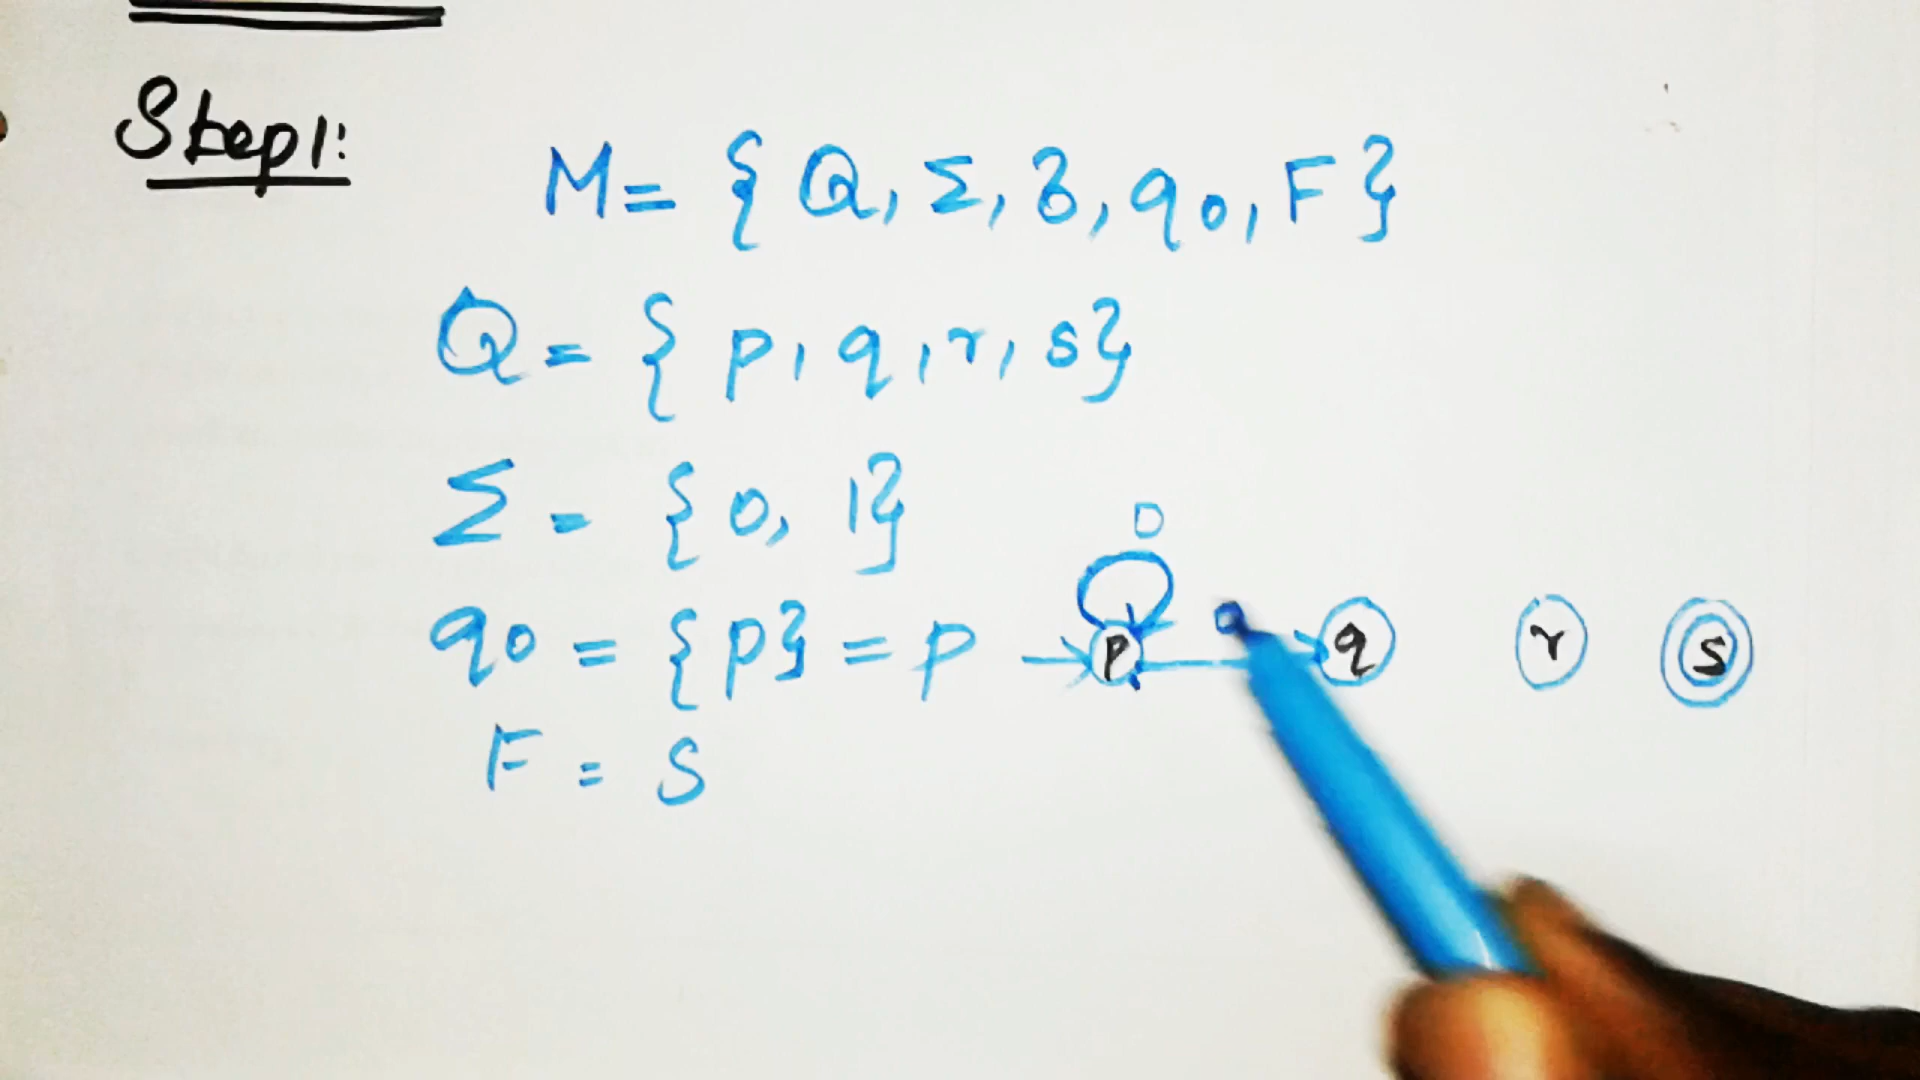 Step1:
M = { Q, Σ, δ, q0, F }
Q = { p, q, r, s }
Σ = { 0, 1 }
0
q0 = { p } = p
p 0 q r s
F = S